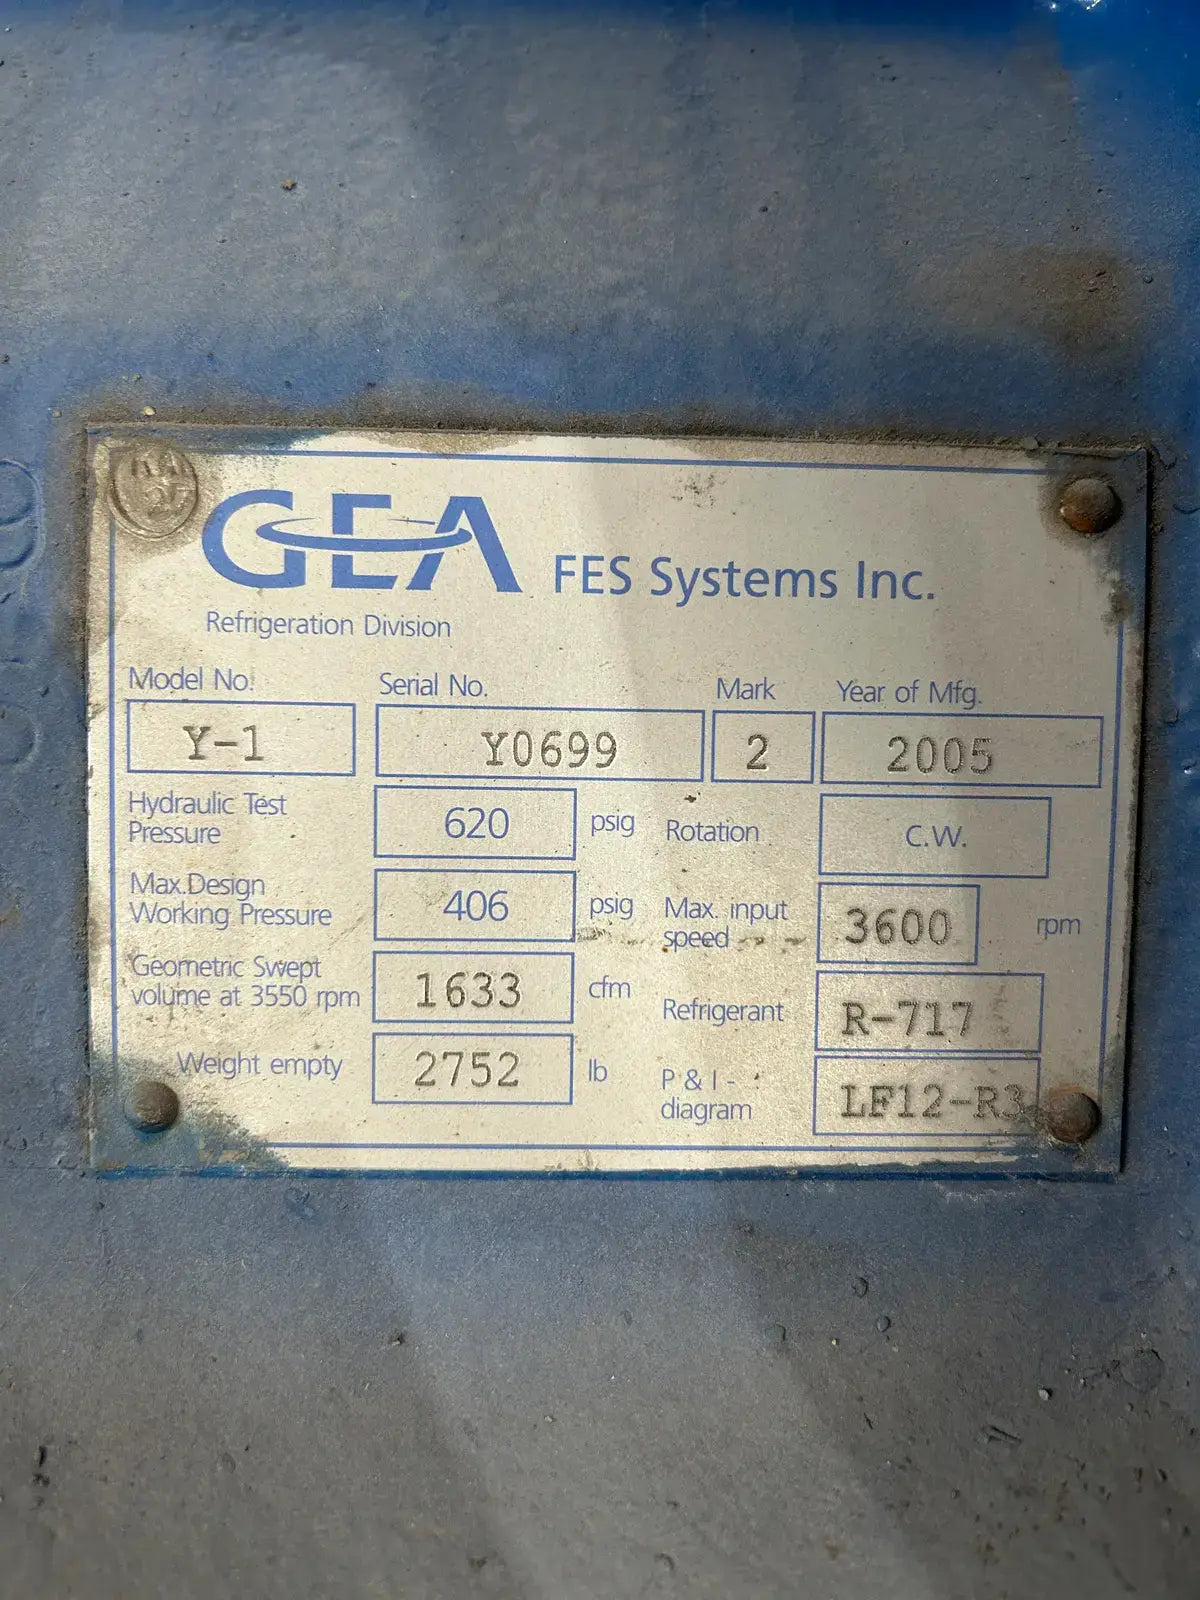 GEA FES Systems Inc.
Refrigeration Division
Model No. Serial No. Mark Year of Mfg.
Y-1 Y0699 2 2005
Hydraulic Test
Pressure 620 psig Rotation C.W.
Max.Design
Working Pressure 406 psig Max. input
speed 3600 rpm
Geometric Swept
volume at 3550 rpm 1633 cfm Refrigerant R-717
Weight empty 2752 lb P & I -
diagram LF12-R3